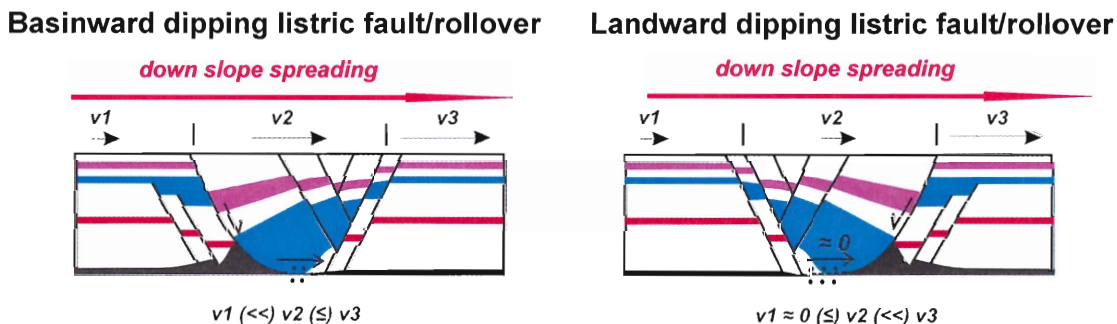 Basinward dipping listric fault/rollover
down slope spreading
v1 v2 v3
v1 (<<) v2 (≤) v3
Landward dipping listric fault/rollover
down slope spreading
v1 v2 v3
≈ 0
v1 ≈ 0 (≤) v2 (<<) v3